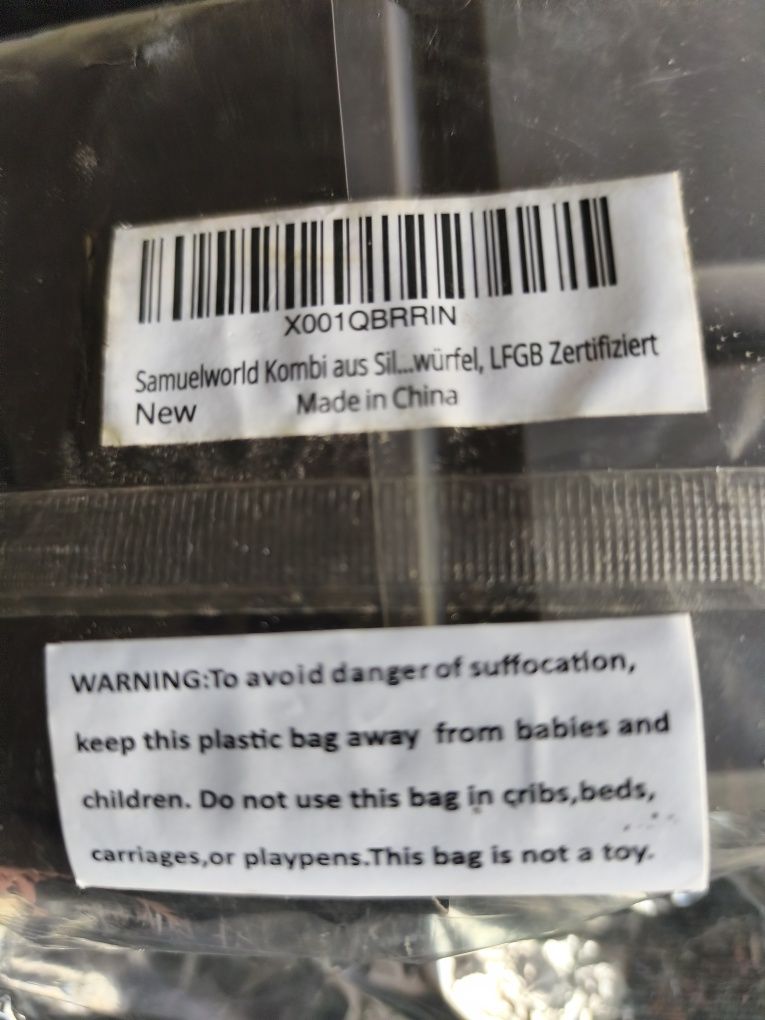 X001QBRRIN
Samuelworld Kombi aus Sil...würfel, LFGB Zertifiziert
New Made in China
WARNING:To avoid danger of suffocation,
keep this plastic bag away from babies and
children. Do not use this bag in cribs,beds,
carriages,or playpens.This bag is not a toy.